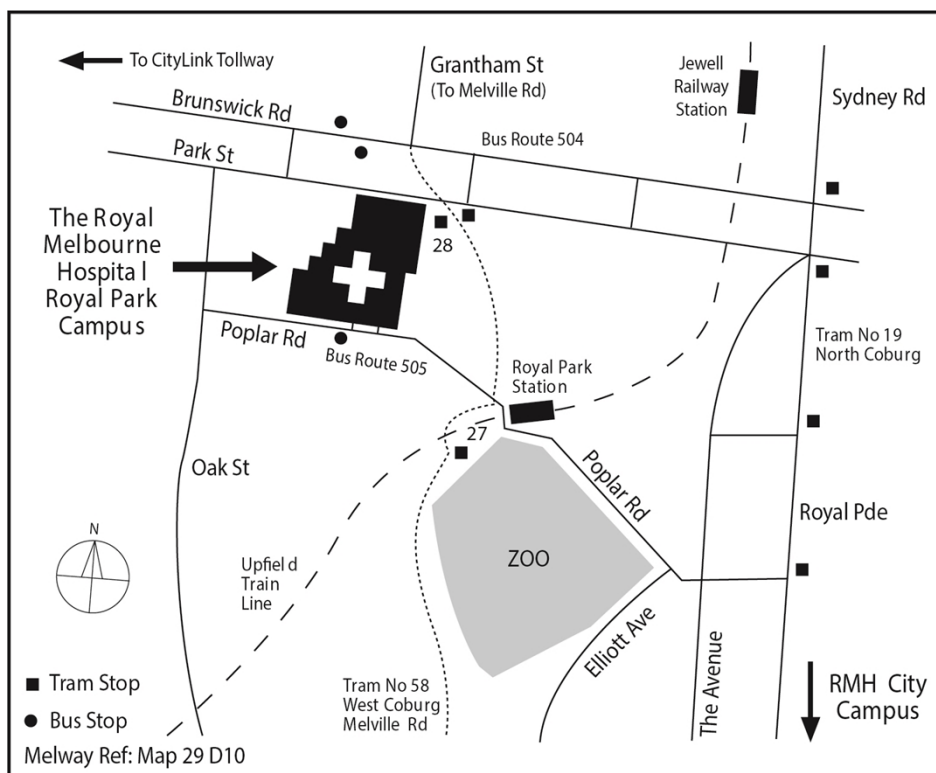 To CityLink Tollway
Grantham St
(To Melville Rd)
Jewell
Railway
Station
Sydney Rd
Brunswick Rd
Bus Route 504
Park St
The Royal
Melbourne
Hospital
Royal Park
Campus
28
Poplar Rd
Bus Route 505
Tram No 19
North Coburg
Royal Park
Station
27
Oak St
Poplar Rd
Royal Pde
N
ZOO
Upfield
Train
Line
Elliott Ave
The Avenue
Tram No 58
West Coburg
Melville Rd
RMH City
Campus
Tram Stop
Bus Stop
Melway Ref: Map 29 D10